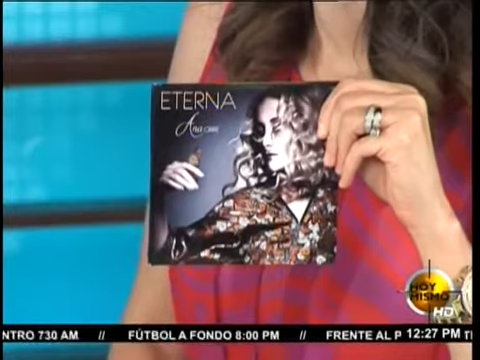 ETERNA
Ana
HOY
MISMO
HD
NTRO 730 AM // FÚTBOL A FONDO 8:00 PM // FRENTE AL P
12:27 PM